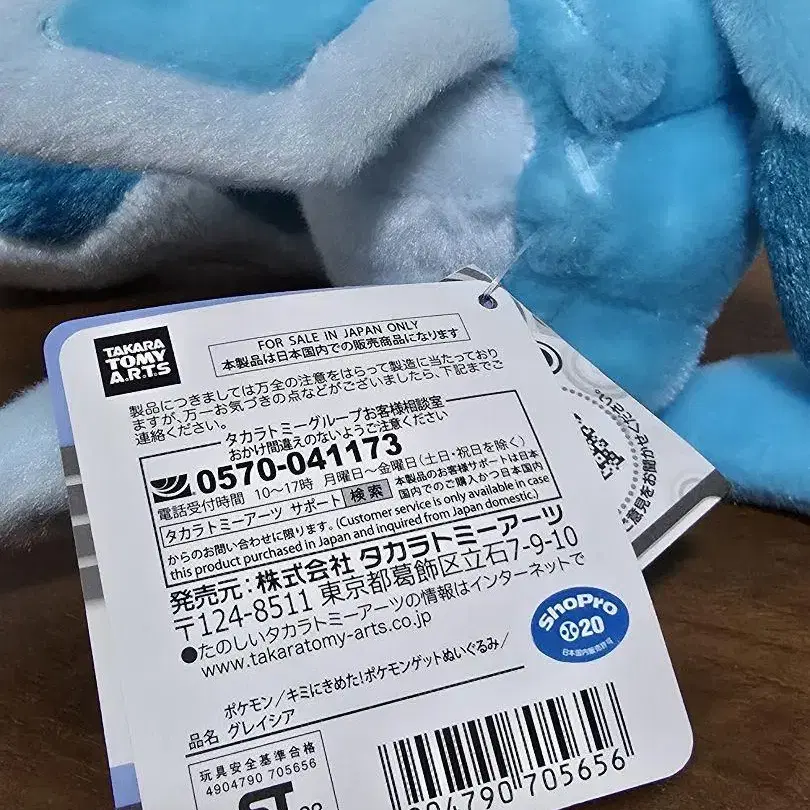 TAKARA
TOMY
A.R.T.S
FOR SALE IN JAPAN ONLY
本製品は日本国内での販売商品になります
製品につきましては万全の注意をはらって製造に当たっており
ますが、万一お気づきの点などがございましたら、下記までご
連絡ください。
タカラトミーグループお客様相談室
おかけ間違えのないようご注意ください
0570-041173
電話受付時間 10〜17時 月曜日〜金曜日(土日・祝日を除く)
タカラトミーアーツ サポート 検索 本製品のお客様サポートは日本
国内でのご購入かつ日本国内
からのお問い合わせに限ります。(Customer service is only available in case
this product purchased in Japan and inquired from Japan domestic.)
発売元:株式会社 タカラトミーアーツ
〒124-8511 東京都葛飾区立石7-9-10
●たのしいタカラトミーアーツの情報はインターネットで
www.takaratomy-arts.co.jp
ShoPro
20
日本国内販売許可
ポケモン/キミにきめた!ポケモンゲットぬいぐるみ/
品名 グレイシア
玩具安全基準合格
4904790 705656
ST
904790 705656
意見をお聞かせ